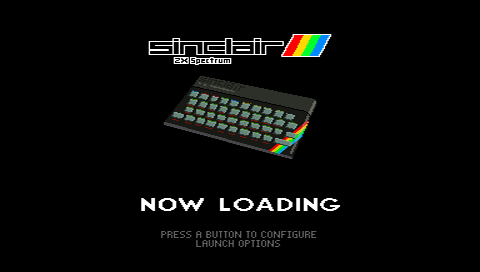 sinclair
ZX Spectrum
NOW LOADING
PRESS A BUTTON TO CONFIGURE
LAUNCH OPTIONS